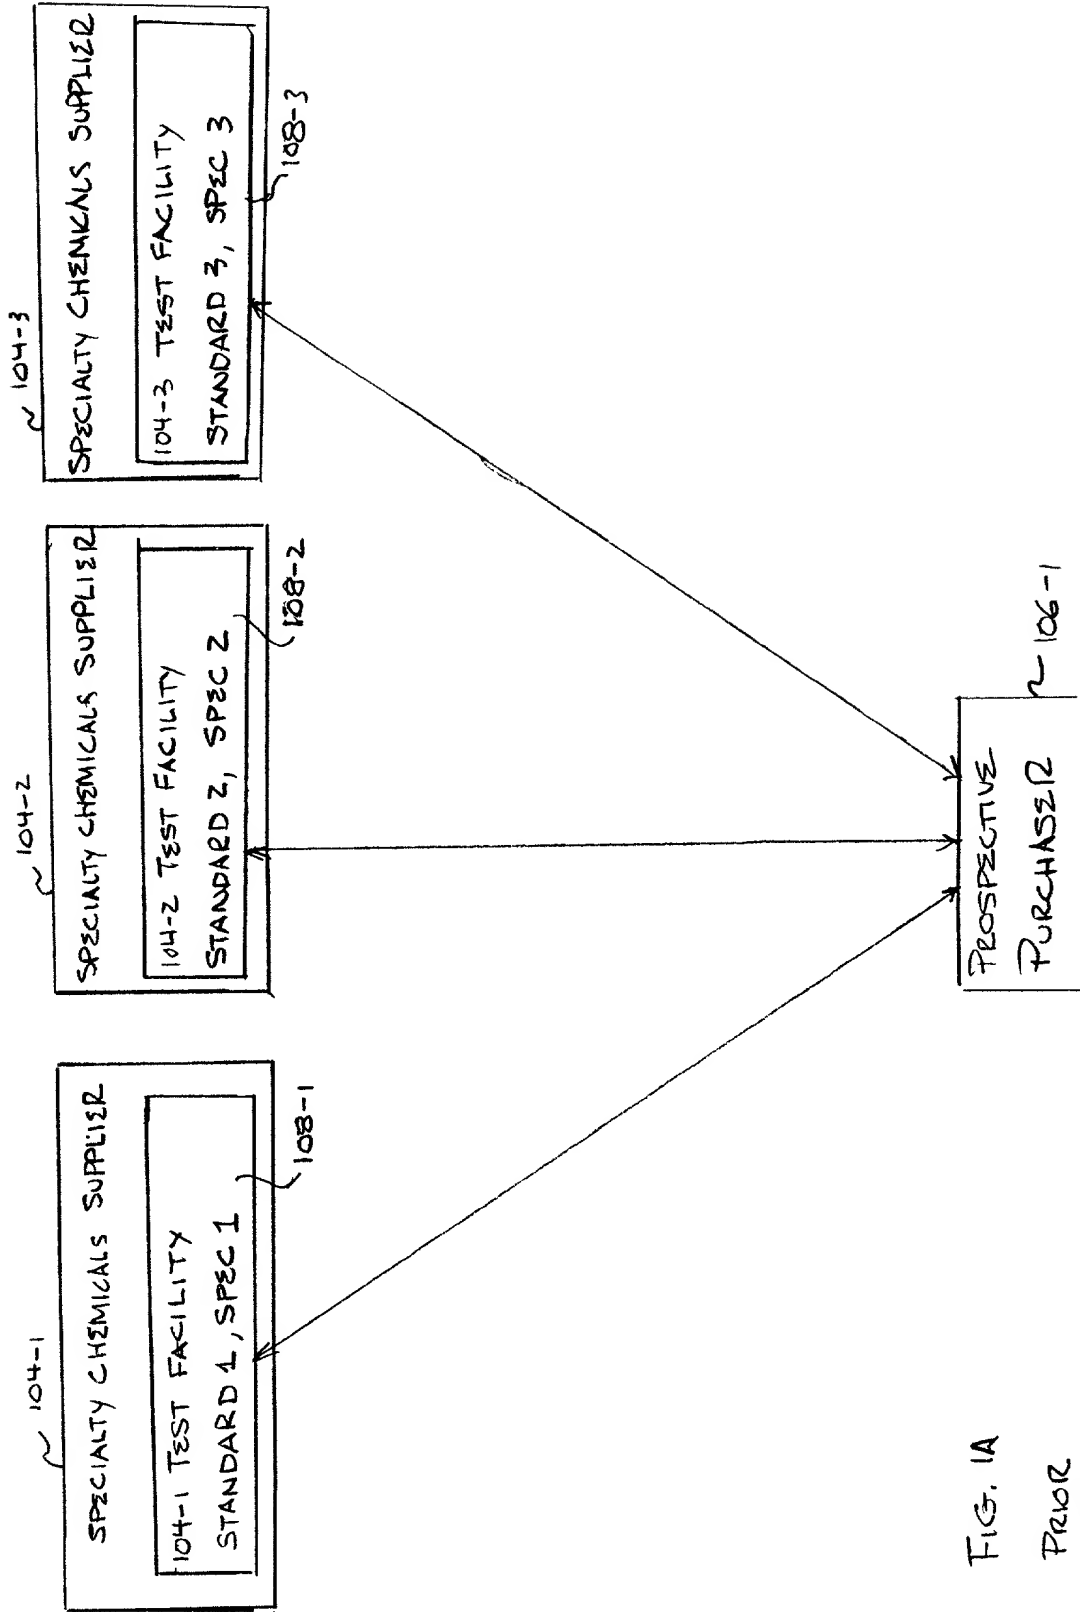 104-1
SPECIALTY CHEMICALS SUPPLIER
104-1 TEST FACILITY
STANDARD 1, SPEC 1
108-1
104-2
SPECIALTY CHEMICALS SUPPLIER
104-2 TEST FACILITY
STANDARD 2, SPEC 2
108-2
104-3
SPECIALTY CHEMICALS SUPPLIER
104-3 TEST FACILITY
STANDARD 3, SPEC 3
108-3
PROSPECTIVE
PURCHASER
106-1
FIG. 1A
PRIOR